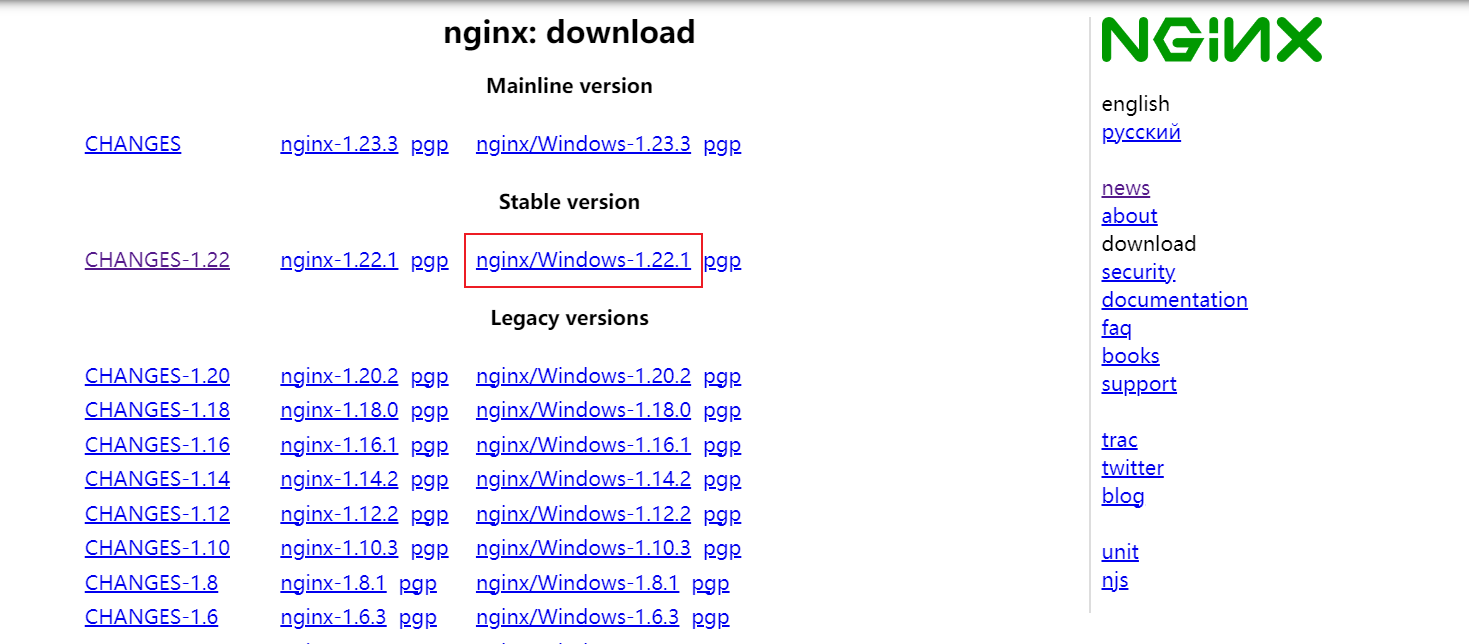 nginx: download
Mainline version
CHANGES nginx-1.23.3 pgp nginx/Windows-1.23.3 pgp
Stable version
CHANGES-1.22 nginx-1.22.1 pgp nginx/Windows-1.22.1 pgp
Legacy versions
CHANGES-1.20 nginx-1.20.2 pgp nginx/Windows-1.20.2 pgp
CHANGES-1.18 nginx-1.18.0 pgp nginx/Windows-1.18.0 pgp
CHANGES-1.16 nginx-1.16.1 pgp nginx/Windows-1.16.1 pgp
CHANGES-1.14 nginx-1.14.2 pgp nginx/Windows-1.14.2 pgp
CHANGES-1.12 nginx-1.12.2 pgp nginx/Windows-1.12.2 pgp
CHANGES-1.10 nginx-1.10.3 pgp nginx/Windows-1.10.3 pgp
CHANGES-1.8 nginx-1.8.1 pgp nginx/Windows-1.8.1 pgp
CHANGES-1.6 nginx-1.6.3 pgp nginx/Windows-1.6.3 pgp
NGINX
english
русский
news
about
download
security
documentation
faq
books
support
trac
twitter
blog
unit
njs